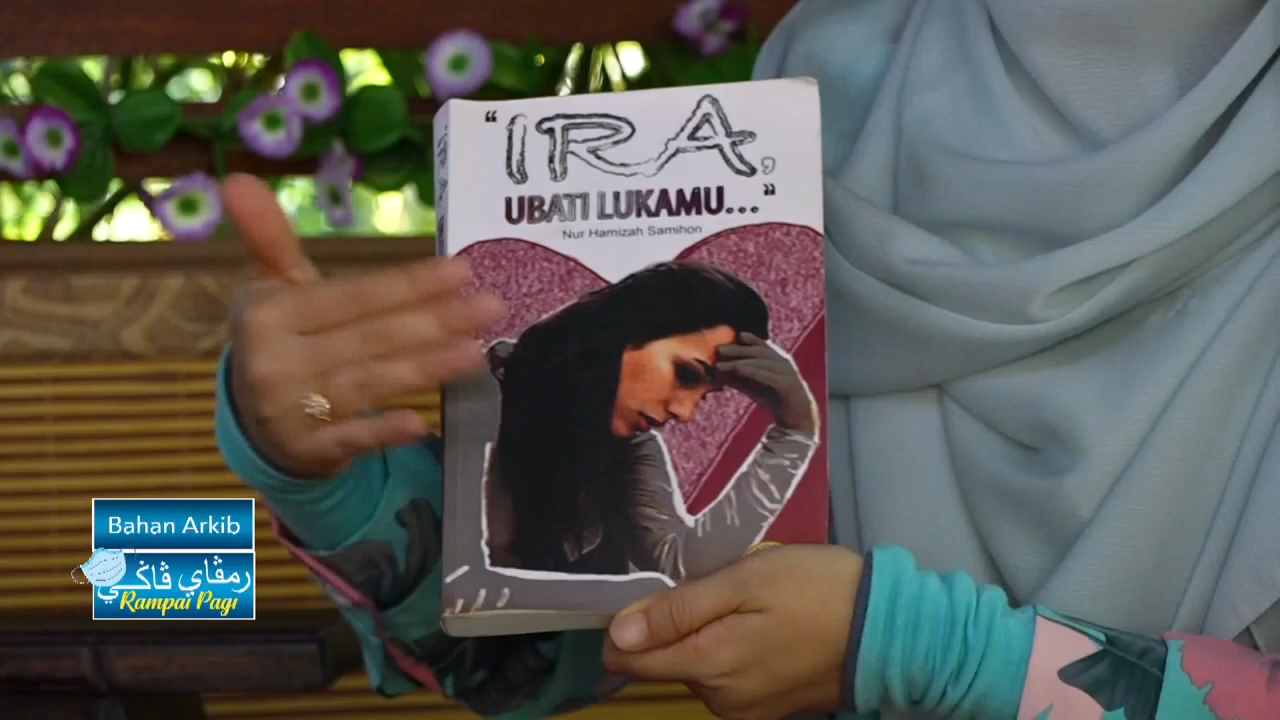 “IRA,
UBATI LUKAMU...”
Nur Hamizah Samihon
Bahan Arkib
رمڤاي ڤاݢي
Rampai Pagi